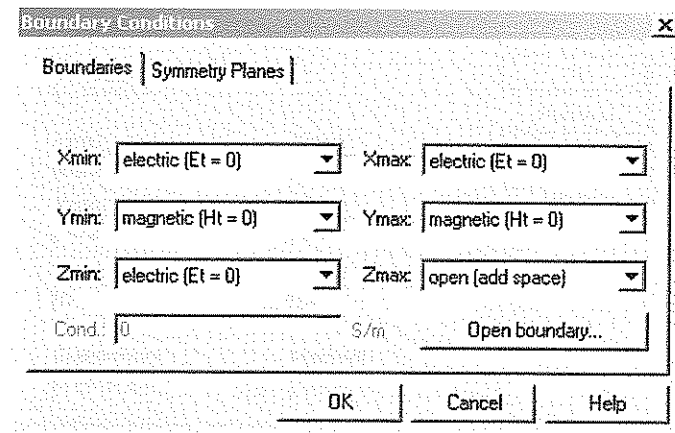 Boundary Conditions
Boundaries Symmetry Planes
Xmin: electric (Et = 0) Xmax: electric (Et = 0)
Ymin: magnetic (Ht = 0) Ymax: magnetic (Ht = 0)
Zmin: electric (Et = 0) Zmax: open (add space)
Cond.: 0 S/m Open boundary...
OK Cancel Help